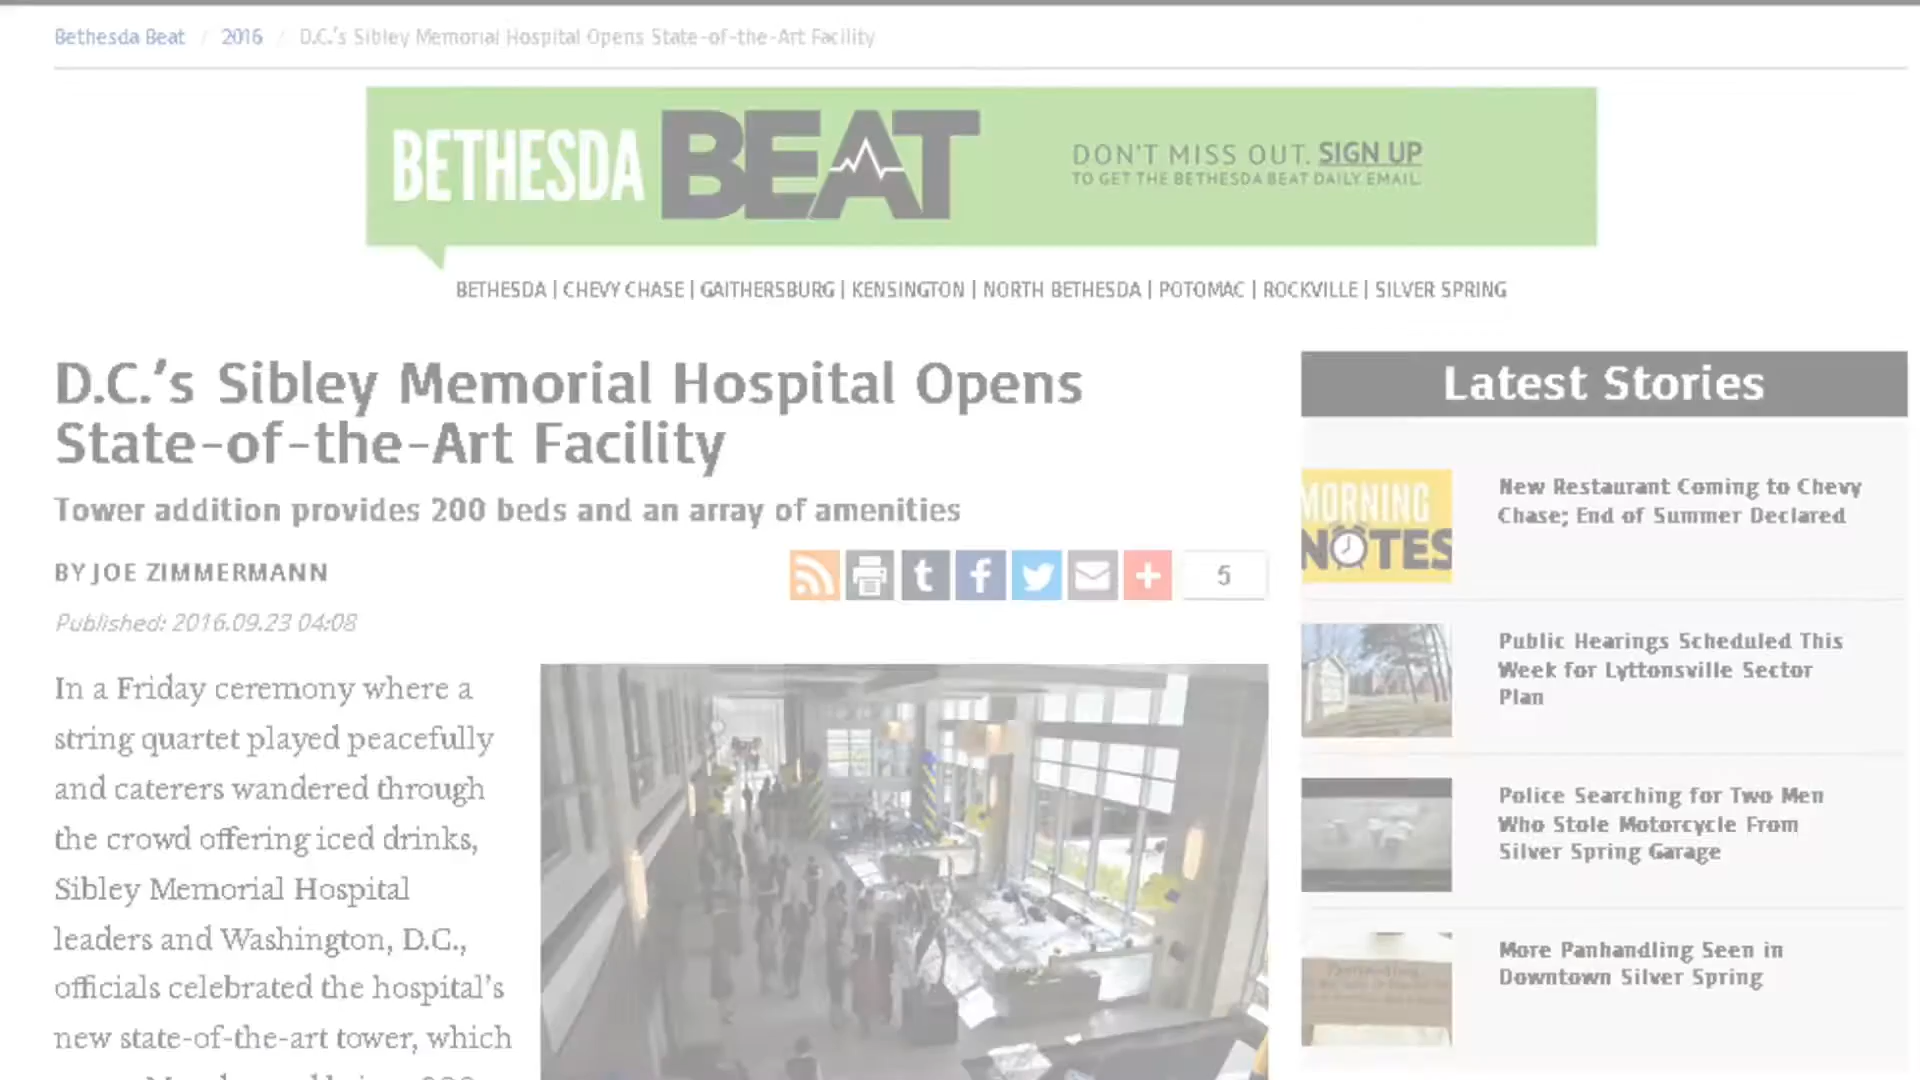 Bethesda Beat / 2016 / D.C.'s Sibley Memorial Hospital Opens State-of-the-Art Facility
BETHESDA BEAT
DON'T MISS OUT. SIGN UP
TO GET THE BETHESDA BEAT DAILY EMAIL.
BETHESDA | CHEVY CHASE | GAITHERSBURG | KENSINGTON | NORTH BETHESDA | POTOMAC | ROCKVILLE | SILVER SPRING
D.C.'s Sibley Memorial Hospital Opens
State-of-the-Art Facility
Tower addition provides 200 beds and an array of amenities
BY JOE ZIMMERMANN
t f
5
Published: 2016.09.23 04:08
In a Friday ceremony where a
string quartet played peacefully
and caterers wandered through
the crowd offering iced drinks,
Sibley Memorial Hospital
leaders and Washington, D.C.,
officials celebrated the hospital's
new state-of-the-art tower, which
Latest Stories
MORNING
NOTES
New Restaurant Coming to Chevy
Chase; End of Summer Declared
Public Hearings Scheduled This
Week for Lyttonsville Sector
Plan
Police Searching for Two Men
Who Stole Motorcycle From
Silver Spring Garage
More Panhandling Seen in
Downtown Silver Spring